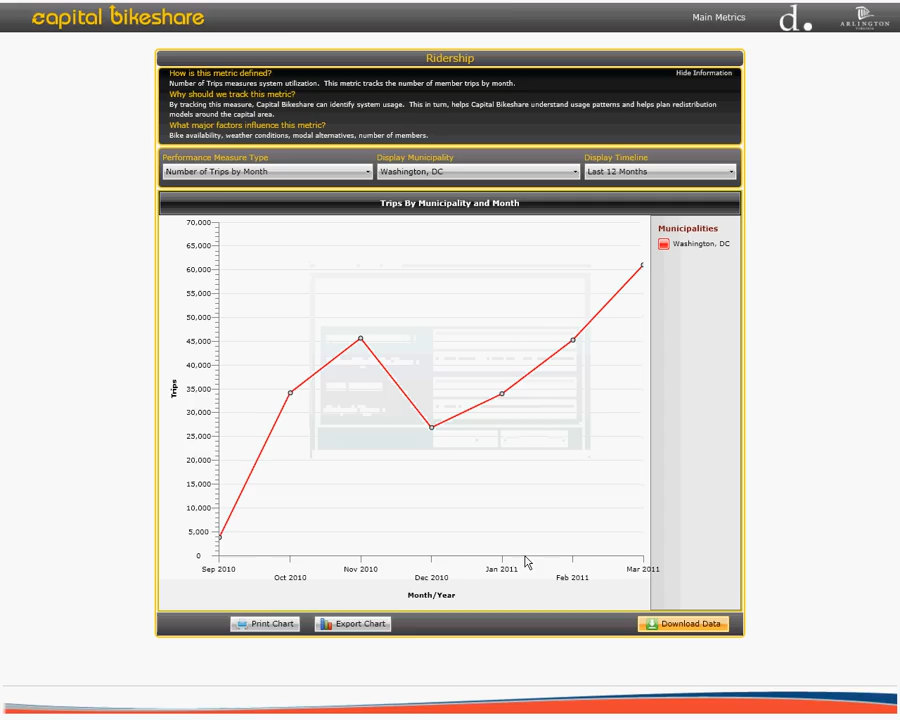 capital bikeshare
Main Metrics
d.
ARLINGTON
Ridership
How is this metric defined?
Hide Information
Number of Trips measures system utilization. This metric tracks the number of member trips by month.
Why should we track this metric?
By tracking this measure, Capital Bikeshare can identify system usage. This in turn, helps Capital Bikeshare understand usage patterns and helps plan redistribution
models around the capital area.
What major factors influence this metric?
Bike availability, weather conditions, modal alternatives, number of members.
Performance Measure Type
Display Municipality
Display Timeline
Number of Trips by Month
Washington, DC
Last 12 Months
Trips By Municipality and Month
70,000
65,000
60,000
55,000
50,000
45,000
40,000
35,000
30,000
25,000
20,000
15,000
10,000
5,000
0
Trips
Sep 2010
Oct 2010
Nov 2010
Dec 2010
Jan 2011
Feb 2011
Mar 2011
Month/Year
Municipalities
Washington, DC
Print Chart
Export Chart
Download Data